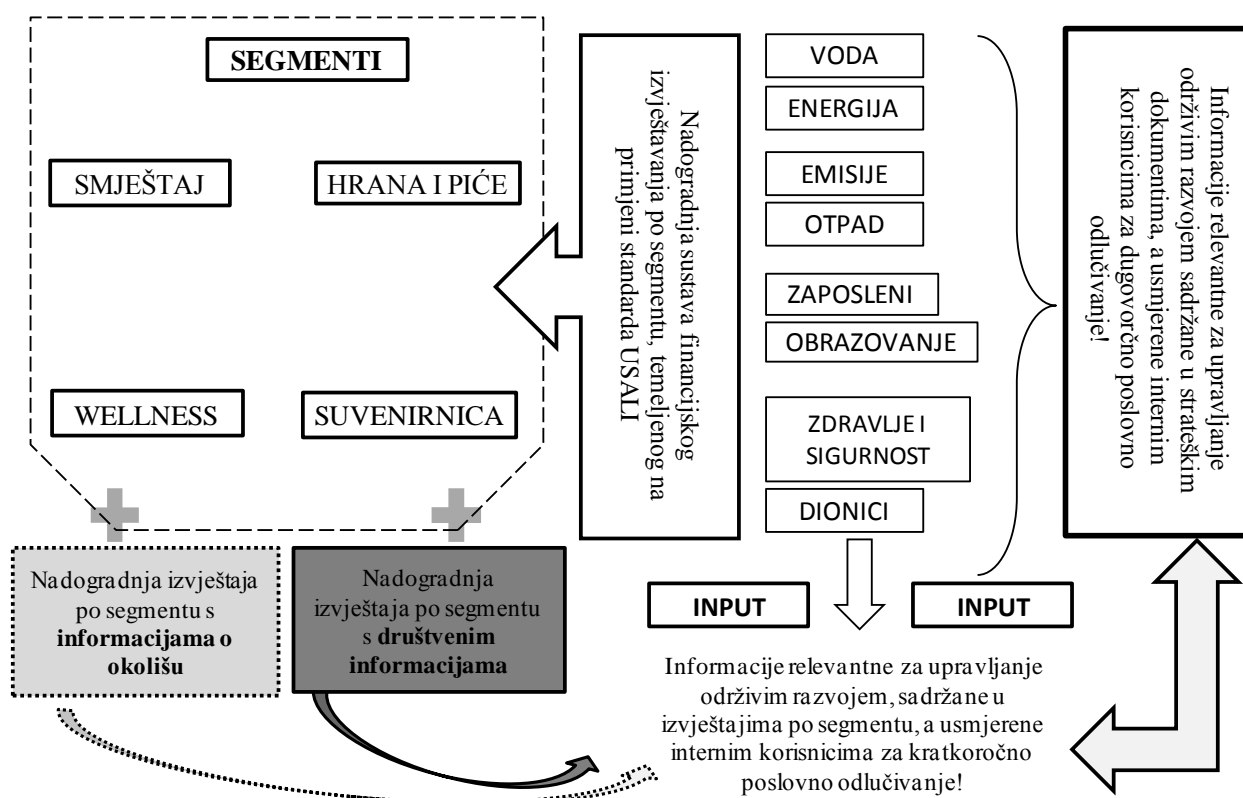 SEGMENTI
SMJEŠTAJ
HRANA I PIĆE
WELLNESS
SUVENIRNICA
Nadogradnja sustava financijskog
izvještavanja po segmentu, temeljenog na
primjeni standarda USALI
VODA
ENERGIJA
EMISIJE
OTPAD
ZAPOSLENI
OBRAZOVANJE
ZDRAVLJE I
SIGURNOST
DIONICI
Informacije relevantne za upravljanje
održivim razvojem sadržane u strateškim
dokumentima, a usmjerene internim
korisnicima za dugovorčno poslovno
odlučivanje!
Nadogradnja izvještaja
po segmentu s
informacijama o
okolišu
Nadogradnja
izvještaja po segmentu
s društvenim
informacijama
INPUT
INPUT
Informacije relevantne za upravljanje
održivim razvojem, sadržane u
izvještajima po segmentu, a usmjerene
internim korisnicima za kratkoročno
poslovno odlučivanje!